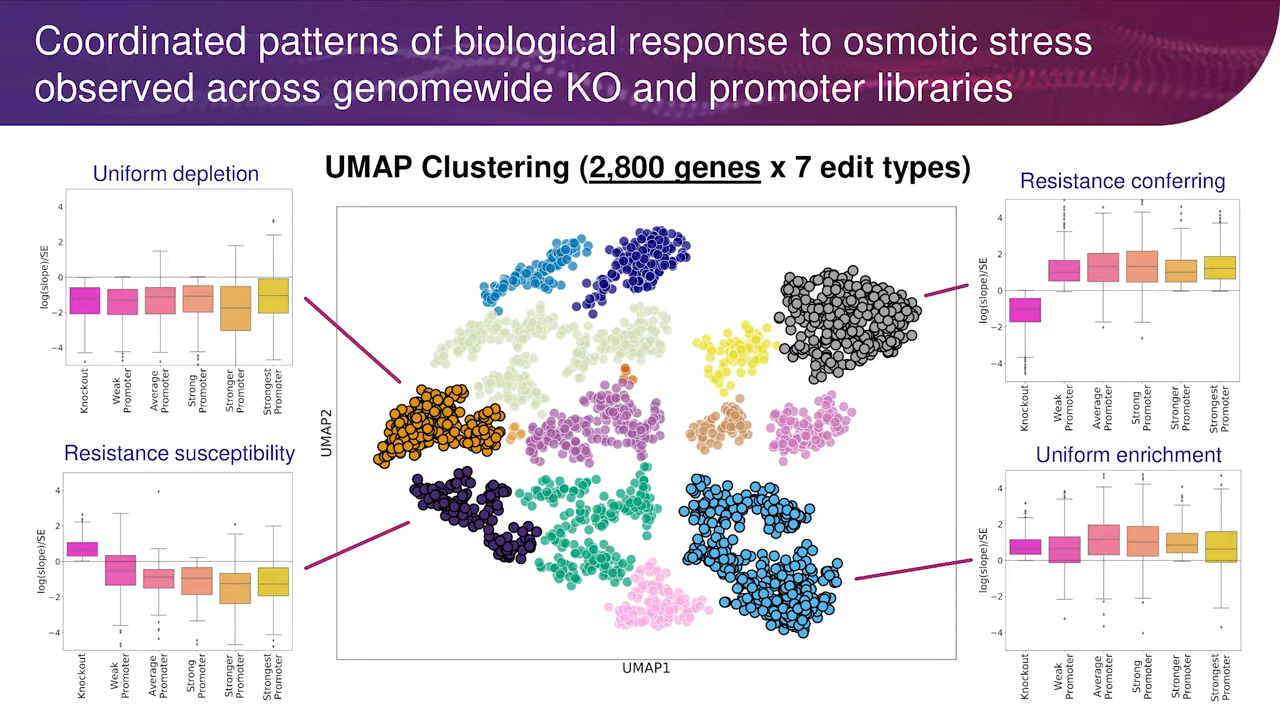 Coordinated patterns of biological response to osmotic stress
observed across genomewide KO and promoter libraries
UMAP Clustering (2,800 genes x 7 edit types)
Uniform depletion
log(slope)/SE
4
2
0
−2
−4
Knockout
Weak
Promoter
Average
Promoter
Strong
Promoter
Stronger
Promoter
Strongest
Promoter
Resistance susceptibility
log(slope)/SE
4
2
0
−2
−4
Knockout
Weak
Promoter
Average
Promoter
Strong
Promoter
Stronger
Promoter
Strongest
Promoter
UMAP2
UMAP1
Resistance conferring
log(slope)/SE
4
2
0
−2
−4
Knockout
Weak
Promoter
Average
Promoter
Strong
Promoter
Stronger
Promoter
Strongest
Promoter
Uniform enrichment
log(slope)/SE
4
2
0
−2
−4
Knockout
Weak
Promoter
Average
Promoter
Strong
Promoter
Stronger
Promoter
Strongest
Promoter